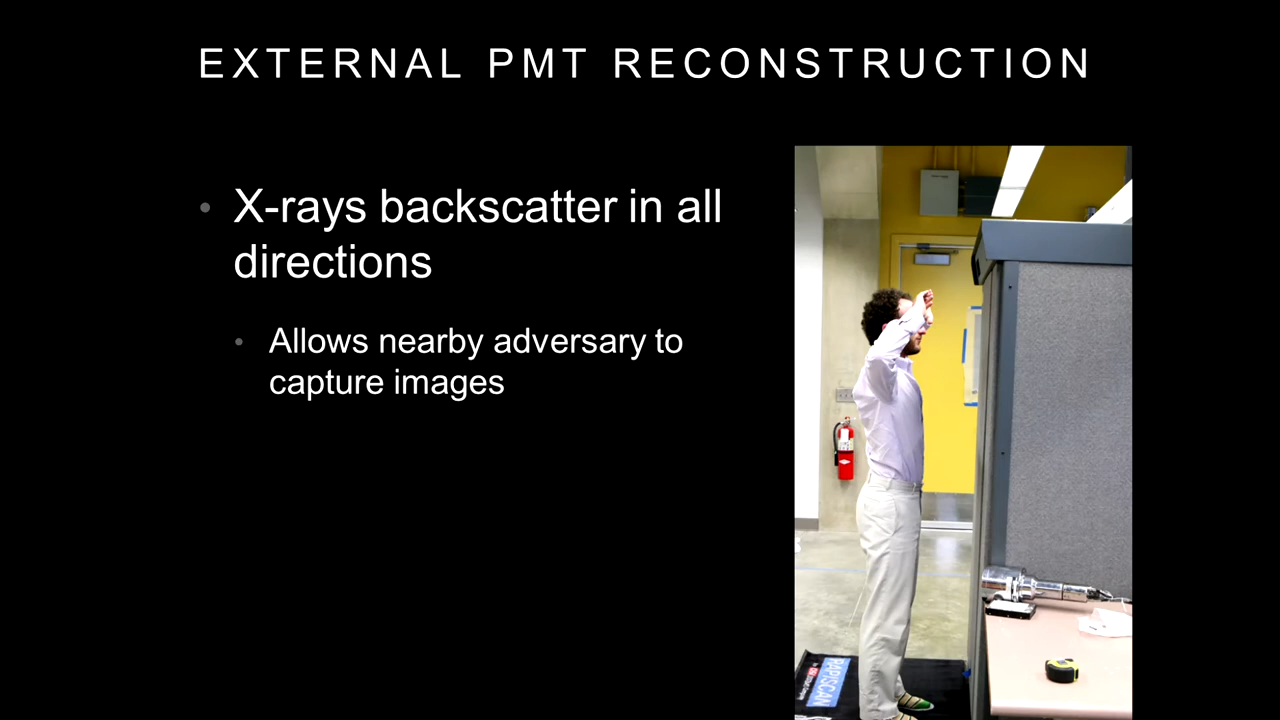 EXTERNAL PMT RECONSTRUCTION
X-rays backscatter in all
directions
Allows nearby adversary to
capture images
RAPISCAN